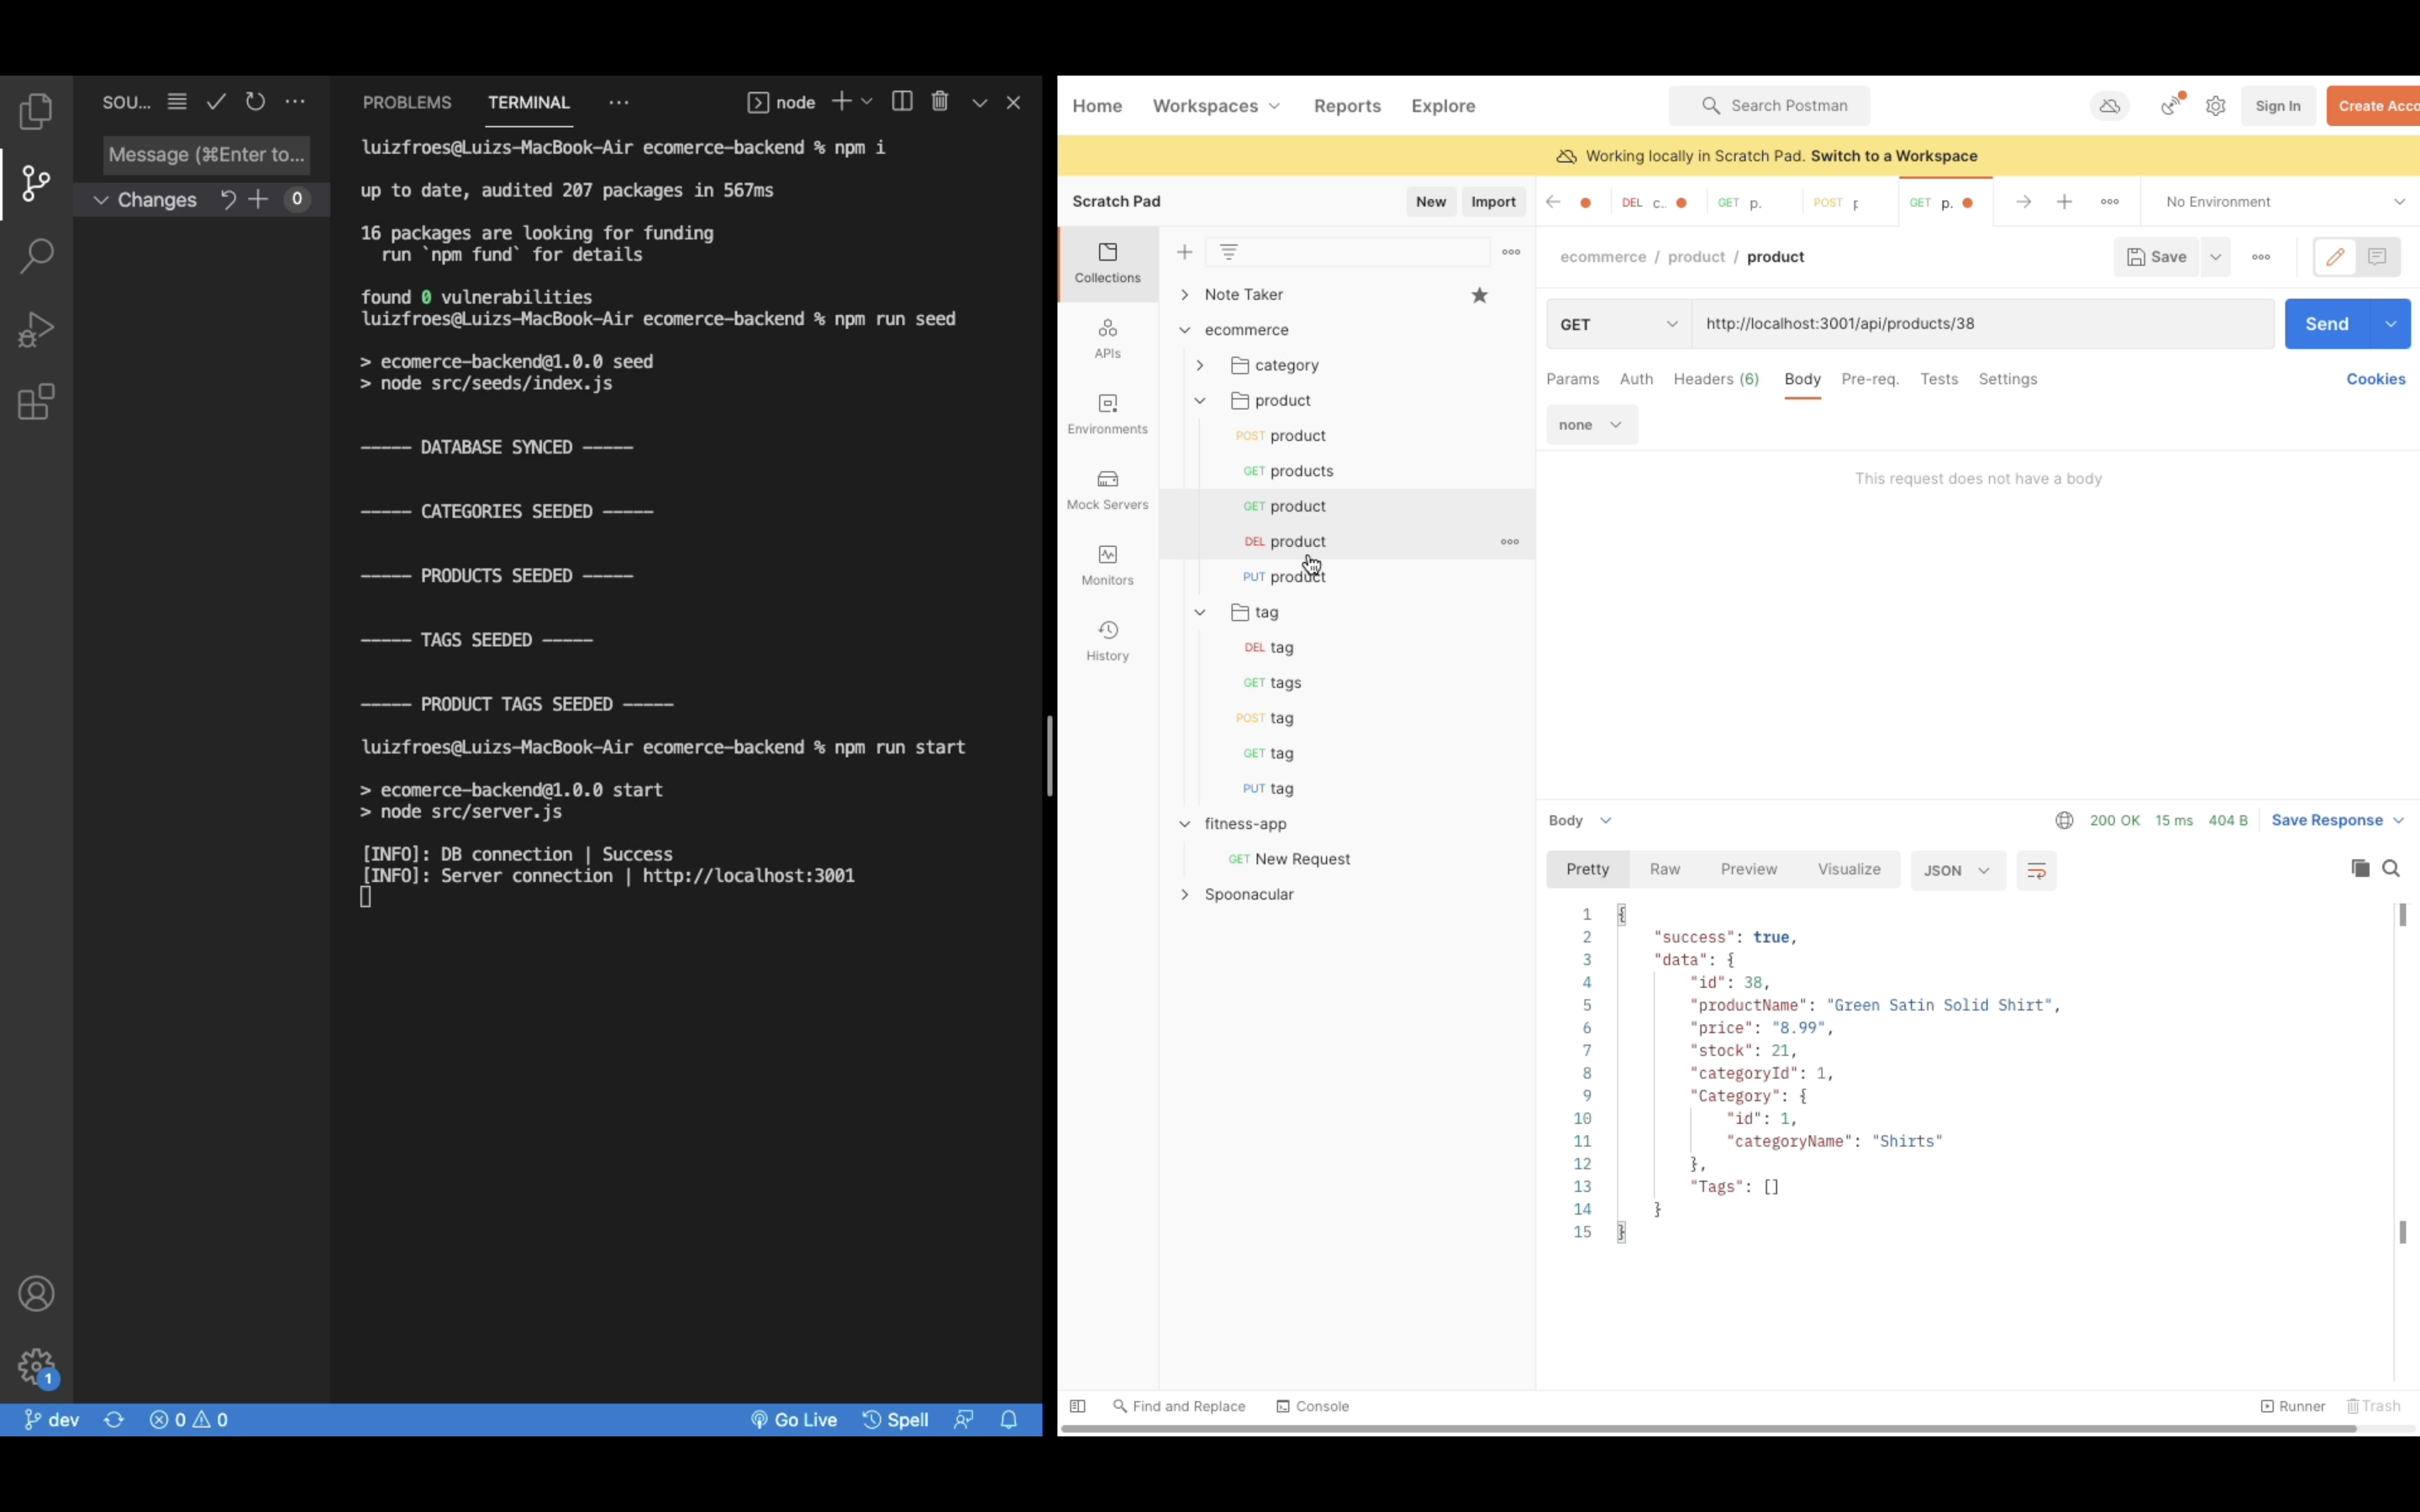 SOU...
Message (⌘Enter to...
Changes 0
PROBLEMS TERMINAL ... node
luizfroes@Luizs-MacBook-Air ecomerce-backend % npm i
up to date, audited 207 packages in 567ms
16 packages are looking for funding
run `npm fund` for details
found 0 vulnerabilities
luizfroes@Luizs-MacBook-Air ecomerce-backend % npm run seed
> ecomerce-backend@1.0.0 seed
> node src/seeds/index.js
----- DATABASE SYNCED -----
----- CATEGORIES SEEDED -----
----- PRODUCTS SEEDED -----
----- TAGS SEEDED -----
----- PRODUCT TAGS SEEDED -----
luizfroes@Luizs-MacBook-Air ecomerce-backend % npm run start
> ecomerce-backend@1.0.0 start
> node src/server.js
[INFO]: DB connection | Success
[INFO]: Server connection | http://localhost:3001
1
dev 0 0 Go Live Spell
Home Workspaces Reports Explore Search Postman Sign In Create Acco
Working locally in Scratch Pad. Switch to a Workspace
Scratch Pad New Import
DEL c.. GET p. POST p GET p. No Environment
Collections
APIs
Environments
Mock Servers
Monitors
History
Note Taker
ecommerce
category
product
POST product
GET products
GET product
DEL product
PUT product
tag
DEL tag
GET tags
POST tag
GET tag
PUT tag
fitness-app
GET New Request
Spoonacular
ecommerce / product / product Save
GET http://localhost:3001/api/products/38 Send
Params Auth Headers (6) Body Pre-req. Tests Settings Cookies
none
This request does not have a body
Body 200 OK 15 ms 404 B Save Response
Pretty Raw Preview Visualize JSON
1 {
2 "success": true,
3 "data": {
4 "id": 38,
5 "productName": "Green Satin Solid Shirt",
6 "price": "8.99",
7 "stock": 21,
8 "categoryId": 1,
9 "Category": {
10 "id": 1,
11 "categoryName": "Shirts"
12 },
13 "Tags": []
14 }
15 }
Find and Replace Console Runner Trash